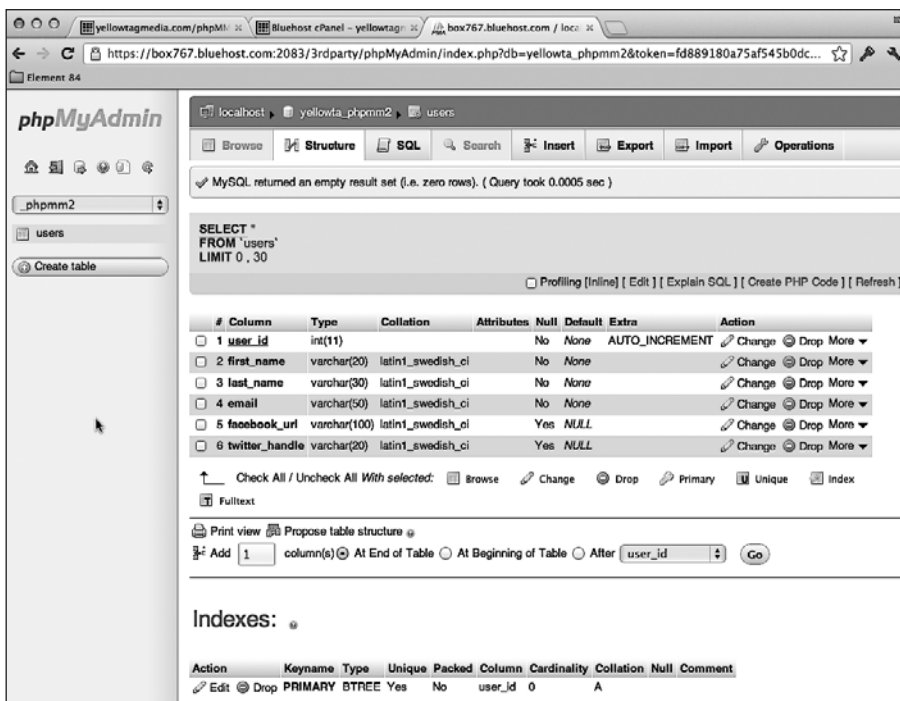 yellowtagmedia.com/phpMM
Bluehost cPanel – yellowtagr
box767.bluehost.com / loca
https://box767.bluehost.com:2083/3rdparty/phpMyAdmin/index.php?db=yellowta_phpmm2&token=fd889180a75af545b0dc...
Element 84
phpMyAdmin
_phpmm2
users
Create table
localhost yellowta_phpmm2 users
Browse Structure SQL Search Insert Export Import Operations
MySQL returned an empty result set (i.e. zero rows). ( Query took 0.0005 sec )
SELECT *
FROM `users`
LIMIT 0 , 30
Profiling [Inline] [ Edit ] [ Explain SQL ] [ Create PHP Code ] [ Refresh ]
# Column Type Collation Attributes Null Default Extra Action
1 user_id int(11) No None AUTO_INCREMENT Change Drop More
2 first_name varchar(20) latin1_swedish_ci No None Change Drop More
3 last_name varchar(30) latin1_swedish_ci No None Change Drop More
4 email varchar(50) latin1_swedish_ci No None Change Drop More
5 facebook_url varchar(100) latin1_swedish_ci Yes NULL Change Drop More
6 twitter_handle varchar(20) latin1_swedish_ci Yes NULL Change Drop More
Check All / Uncheck All With selected: Browse Change Drop Primary U Unique Index
T Fulltext
Print view Propose table structure
Add 1 column(s) At End of Table At Beginning of Table After user_id Go
Indexes:
Action Keyname Type Unique Packed Column Cardinality Collation Null Comment
Edit Drop PRIMARY BTREE Yes No user_id 0 A